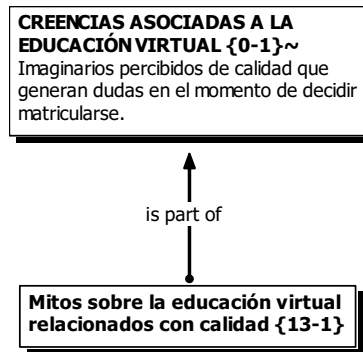 CREENCIAS ASOCIADAS A LA
EDUCACIÓN VIRTUAL {0-1}~
Imaginarios percibidos de calidad que
generan dudas en el momento de decidir
matricularse.
is part of
Mitos sobre la educación virtual
relacionados con calidad {13-1}